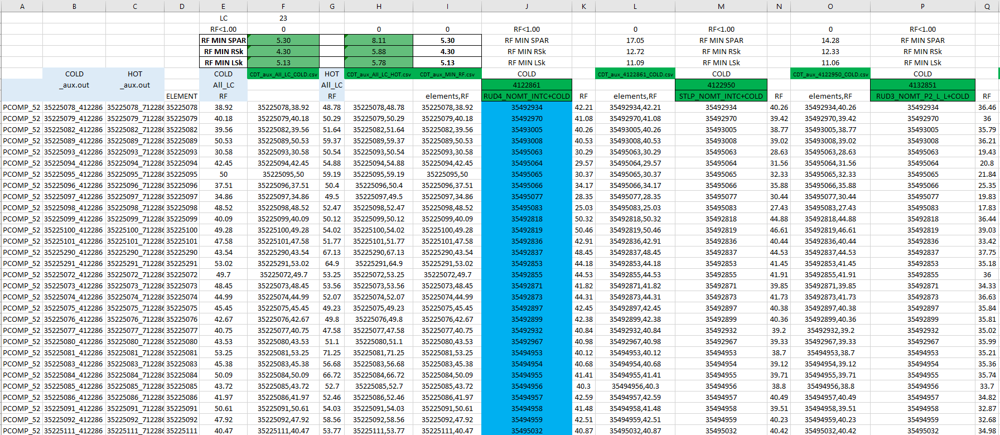 A B C D E F G H I J K L M N O P Q
LC 23
RF<1.00 0 0 0 RF<1.00 0 RF<1.00 0 RF<1.00
RF MIN SPAR 5.30 8.11 5.30 RF MIN SPAR 17.05 RF MIN SPAR 14.28 RF MIN SPAR
RF MIN RSk 4.30 5.88 4.30 RF MIN RSk 12.72 RF MIN RSk 12.33 RF MIN RSk
RF MIN LSk 5.13 5.78 5.13 RF MIN LSk 11.09 RF MIN LSk 11.06 RF MIN LSk
COLD HOT COLD CDT_aux_All_LC_COLD.csv HOT CDT_aux_All_LC_HOT.csv CDT_aux_MIN_RF.csv COLD CDT_aux_4122861_COLD.csv COLD CDT_aux_4122950_COLD.csv COLD
_aux.out _aux.out All_LC All_LC 4122861 4122950 4132851
ELEMENT RF RF elements,RF RUD4_NOMT_INTC+COLD RF elements,RF STLP_NOMT_INTC+COLD RF elements,RF RUD3_NOMT_P2_L_L+COLD RF
PCOMP_52 35225078_412286 35225078_712286 35225078 38.92 35225078,38.92 48.78 35225078,48.78 35225078,38.92 35492934 42.21 35492934,42.21 35492934 40.26 35492934,40.26 35492934 36.46
PCOMP_52 35225079_412286 35225079_712286 35225079 40.18 35225079,40.18 50.29 35225079,50.29 35225079,40.18 35492970 41.08 35492970,41.08 35492970 39.42 35492970,39.42 35492970 36
PCOMP_52 35225082_412286 35225082_712286 35225082 39.56 35225082,39.56 51.64 35225082,51.64 35225082,39.56 35493005 40.26 35493005,40.26 35493005 38.77 35493005,38.77 35493005 35.79
PCOMP_52 35225089_412286 35225089_712286 35225089 50.53 35225089,50.53 59.37 35225089,59.37 35225089,50.53 35493008 40.53 35493008,40.53 35493008 39.02 35493008,39.02 35493008 36.21
PCOMP_52 35225093_412286 35225093_712286 35225093 30.58 35225093,30.58 50.54 35225093,50.54 35225093,30.58 35495063 30.29 35495063,30.29 35495063 28.63 35495063,28.63 35495063 19.43
PCOMP_52 35225094_412286 35225094_712286 35225094 42.45 35225094,42.45 54.88 35225094,54.88 35225094,42.45 35495064 29.57 35495064,29.57 35495064 31.56 35495064,31.56 35495064 20.8
PCOMP_52 35225095_412286 35225095_712286 35225095 50 35225095,50 59.19 35225095,59.19 35225095,50 35495065 30.37 35495065,30.37 35495065 32.33 35495065,32.33 35495065 21.84
PCOMP_52 35225096_412286 35225096_712286 35225096 37.51 35225096,37.51 50.4 35225096,50.4 35225096,37.51 35495066 34.17 35495066,34.17 35495066 35.88 35495066,35.88 35495066 25.35
PCOMP_52 35225097_412286 35225097_712286 35225097 34.86 35225097,34.86 49.5 35225097,49.5 35225097,34.86 35495077 28.35 35495077,28.35 35495077 30.44 35495077,30.44 35495077 19.83
PCOMP_52 35225098_412286 35225098_712286 35225098 48.52 35225098,48.52 52.47 35225098,52.47 35225098,48.52 35495083 25.03 35495083,25.03 35495083 27.43 35495083,27.43 35495083 17.83
PCOMP_52 35225099_412286 35225099_712286 35225099 40.09 35225099,40.09 50.12 35225099,50.12 35225099,40.09 35492818 50.32 35492818,50.32 35492818 44.88 35492818,44.88 35492818 36.44
PCOMP_52 35225100_412286 35225100_712286 35225100 49.28 35225100,49.28 54.02 35225100,54.02 35225100,49.28 35492819 50.46 35492819,50.46 35492819 46.61 35492819,46.61 35492819 39.03
PCOMP_52 35225101_412286 35225101_712286 35225101 47.58 35225101,47.58 51.77 35225101,51.77 35225101,47.58 35492836 42.91 35492836,42.91 35492836 40.44 35492836,40.44 35492836 33.42
PCOMP_52 35225290_412286 35225290_712286 35225290 43.54 35225290,43.54 67.13 35225290,67.13 35225290,43.54 35492837 48.45 35492837,48.45 35492837 44.53 35492837,44.53 35492837 37.75
PCOMP_52 35225291_412286 35225291_712286 35225291 53.02 35225291,53.02 64.9 35225291,64.9 35225291,53.02 35492853 44.18 35492853,44.18 35492853 41.45 35492853,41.45 35492853 35.18
PCOMP_52 35225072_412286 35225072_712286 35225072 49.7 35225072,49.7 53.25 35225072,53.25 35225072,49.7 35492855 44.53 35492855,44.53 35492855 41.91 35492855,41.91 35492855 36
PCOMP_52 35225073_412286 35225073_712286 35225073 48.45 35225073,48.45 53.56 35225073,53.56 35225073,48.45 35492871 41.82 35492871,41.82 35492871 39.85 35492871,39.85 35492871 34.33
PCOMP_52 35225074_412286 35225074_712286 35225074 44.99 35225074,44.99 52.07 35225074,52.07 35225074,44.99 35492873 44.31 35492873,44.31 35492873 41.73 35492873,41.73 35492873 36.63
PCOMP_52 35225075_412286 35225075_712286 35225075 45.45 35225075,45.45 49.23 35225075,49.23 35225075,45.45 35492897 42.45 35492897,42.45 35492897 40.38 35492897,40.38 35492897 35.84
PCOMP_52 35225076_412286 35225076_712286 35225076 42.67 35225076,42.67 49.8 35225076,49.8 35225076,42.67 35492899 42.38 35492899,42.38 35492899 40.36 35492899,40.36 35492899 35.81
PCOMP_52 35225077_412286 35225077_712286 35225077 40.75 35225077,40.75 47.58 35225077,47.58 35225077,40.75 35492932 40.84 35492932,40.84 35492932 39.2 35492932,39.2 35492932 35.02
PCOMP_52 35225080_412286 35225080_712286 35225080 43.53 35225080,43.53 51.1 35225080,51.1 35225080,43.53 35492967 40.98 35492967,40.98 35492967 39.33 35492967,39.33 35492967 35.99
PCOMP_52 35225081_412286 35225081_712286 35225081 53.25 35225081,53.25 71.25 35225081,71.25 35225081,53.25 35494953 40.12 35494953,40.12 35494953 38.7 35494953,38.7 35494953 35.21
PCOMP_52 35225083_412286 35225083_712286 35225083 45.38 35225083,45.38 56.68 35225083,56.68 35225083,45.38 35494954 40.68 35494954,40.68 35494954 39.12 35494954,39.12 35494954 35.36
PCOMP_52 35225084_412286 35225084_712286 35225084 50.09 35225084,50.09 66.72 35225084,66.72 35225084,50.09 35494955 41.41 35494955,41.41 35494955 39.71 35494955,39.71 35494955 35.74
PCOMP_52 35225085_412286 35225085_712286 35225085 43.72 35225085,43.72 52.7 35225085,52.7 35225085,43.72 35494956 40.3 35494956,40.3 35494956 38.8 35494956,38.8 35494956 33.7
PCOMP_52 35225086_412286 35225086_712286 35225086 41.97 35225086,41.97 52.46 35225086,52.46 35225086,41.97 35494957 42.59 35494957,42.59 35494957 40.49 35494957,40.49 35494957 34.82
PCOMP_52 35225091_412286 35225091_712286 35225091 50.61 35225091,50.61 54.03 35225091,54.03 35225091,50.61 35494958 41.48 35494958,41.48 35494958 39.51 35494958,39.51 35494958 32.87
PCOMP_52 35225092_412286 35225092_712286 35225092 47.92 35225092,47.92 58.56 35225092,58.56 35225092,47.92 35494959 42.51 35494959,42.51 35494959 40.23 35494959,40.23 35494959 32.68
PCOMP_52 35225111_412286 35225111_712286 35225111 40.47 35225111,40.47 53.77 35225111,53.77 35225111,40.47 35495032 40.87 35495032,40.87 35495032 40.42 35495032,40.42 35495032 34.98